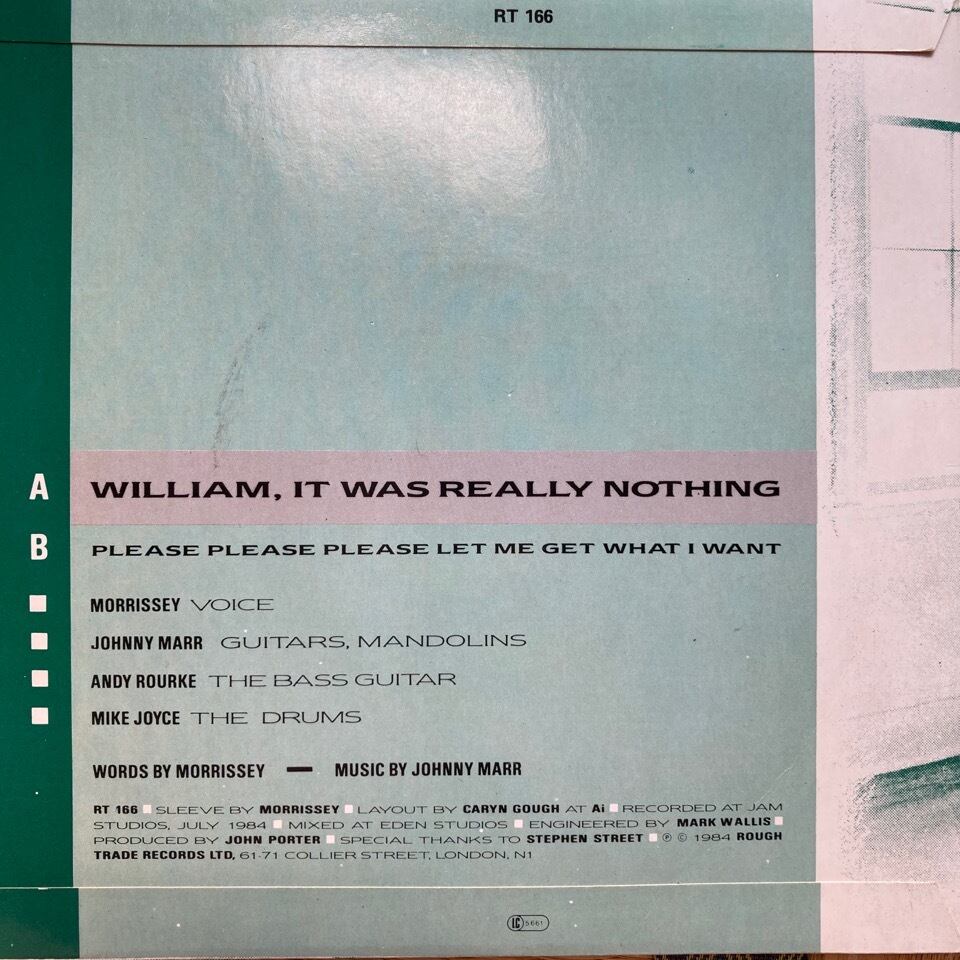 RT 166
A WILLIAM, IT WAS REALLY NOTHING
B PLEASE PLEASE PLEASE LET ME GET WHAT I WANT
MORRISSEY VOICE
JOHNNY MARR GUITARS, MANDOLINS
ANDY ROURKE THE BASS GUITAR
MIKE JOYCE THE DRUMS
WORDS BY MORRISSEY — MUSIC BY JOHNNY MARR
RT 166 ■ SLEEVE BY MORRISSEY ■ LAYOUT BY CARYN GOUGH AT Ai ■ RECORDED AT JAM
STUDIOS, JULY 1984 ■ MIXED AT EDEN STUDIOS ■ ENGINEERED BY MARK WALLIS ■
PRODUCED BY JOHN PORTER ■ SPECIAL THANKS TO STEPHEN STREET ■ ℗ © 1984 ROUGH
TRADE RECORDS LTD, 61-71 COLLIER STREET, LONDON, N1
LC 5661